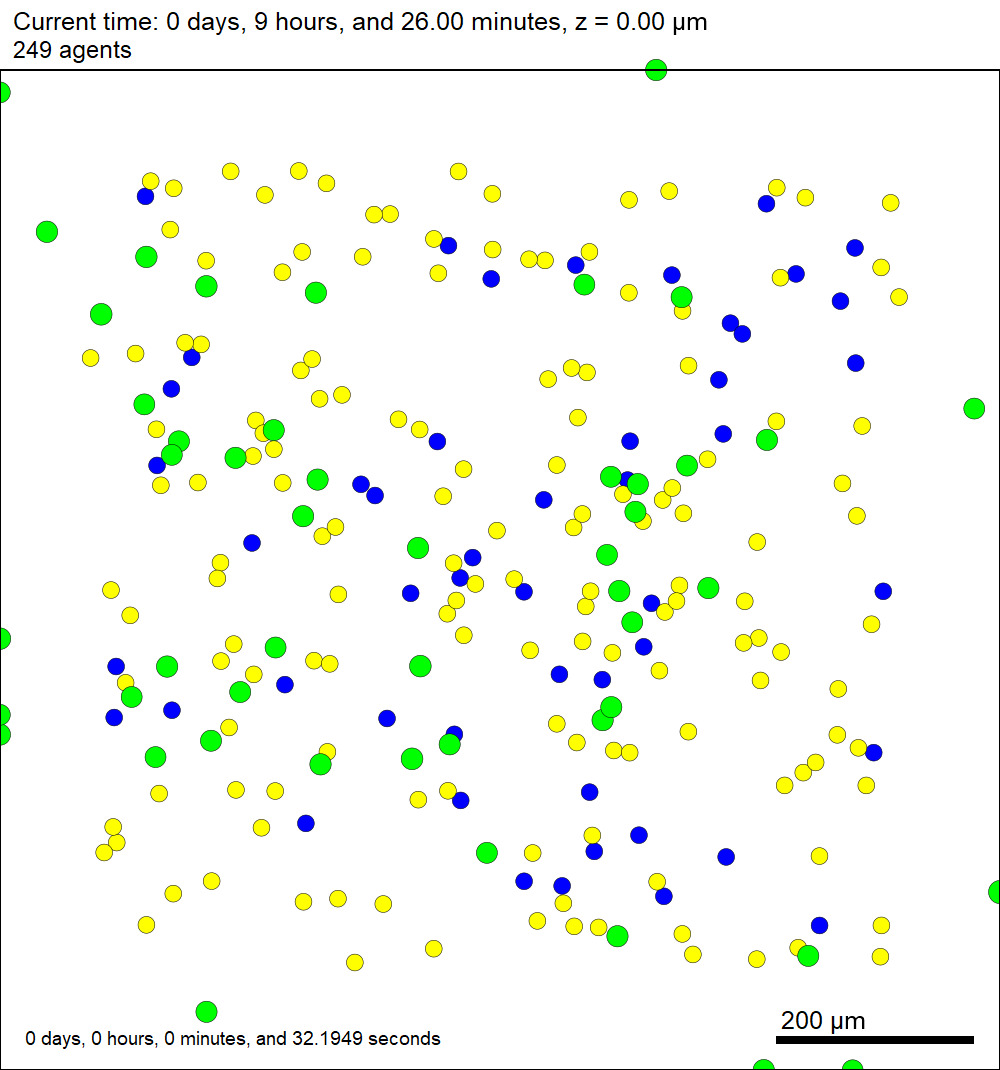 Current time: 0 days, 9 hours, and 26.00 minutes, z = 0.00 µm
249 agents
200 µm
0 days, 0 hours, 0 minutes, and 32.1949 seconds